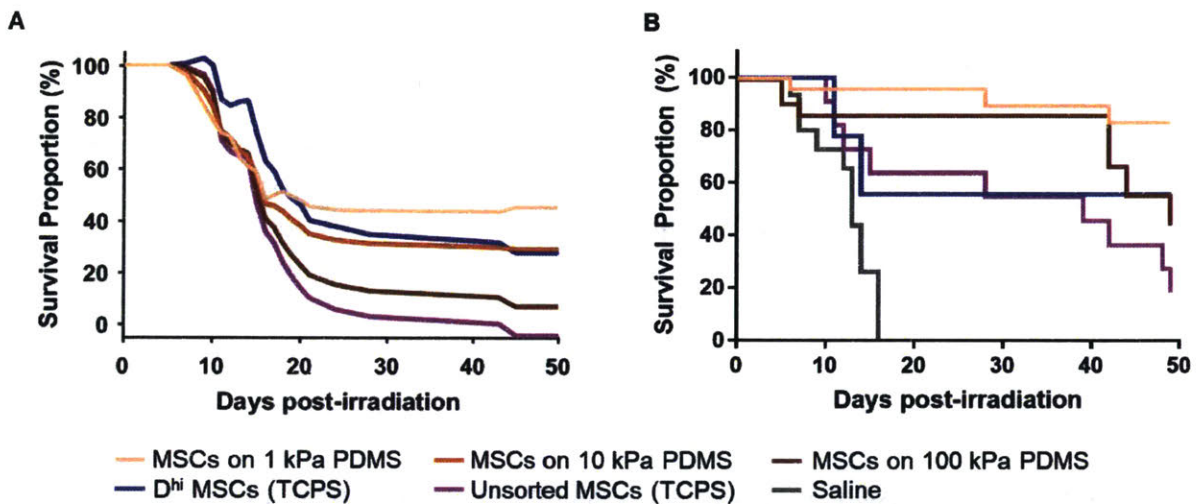 A
B
Survival Proportion (%)
100
80
60
40
20
0
0 10 20 30 40 50
Days post-irradiation
Survival Proportion (%)
100
80
60
40
20
0
0 10 20 30 40 50
Days post-irradiation
MSCs on 1 kPa PDMS MSCs on 10 kPa PDMS MSCs on 100 kPa PDMS
Dhi MSCs (TCPS) Unsorted MSCs (TCPS) Saline